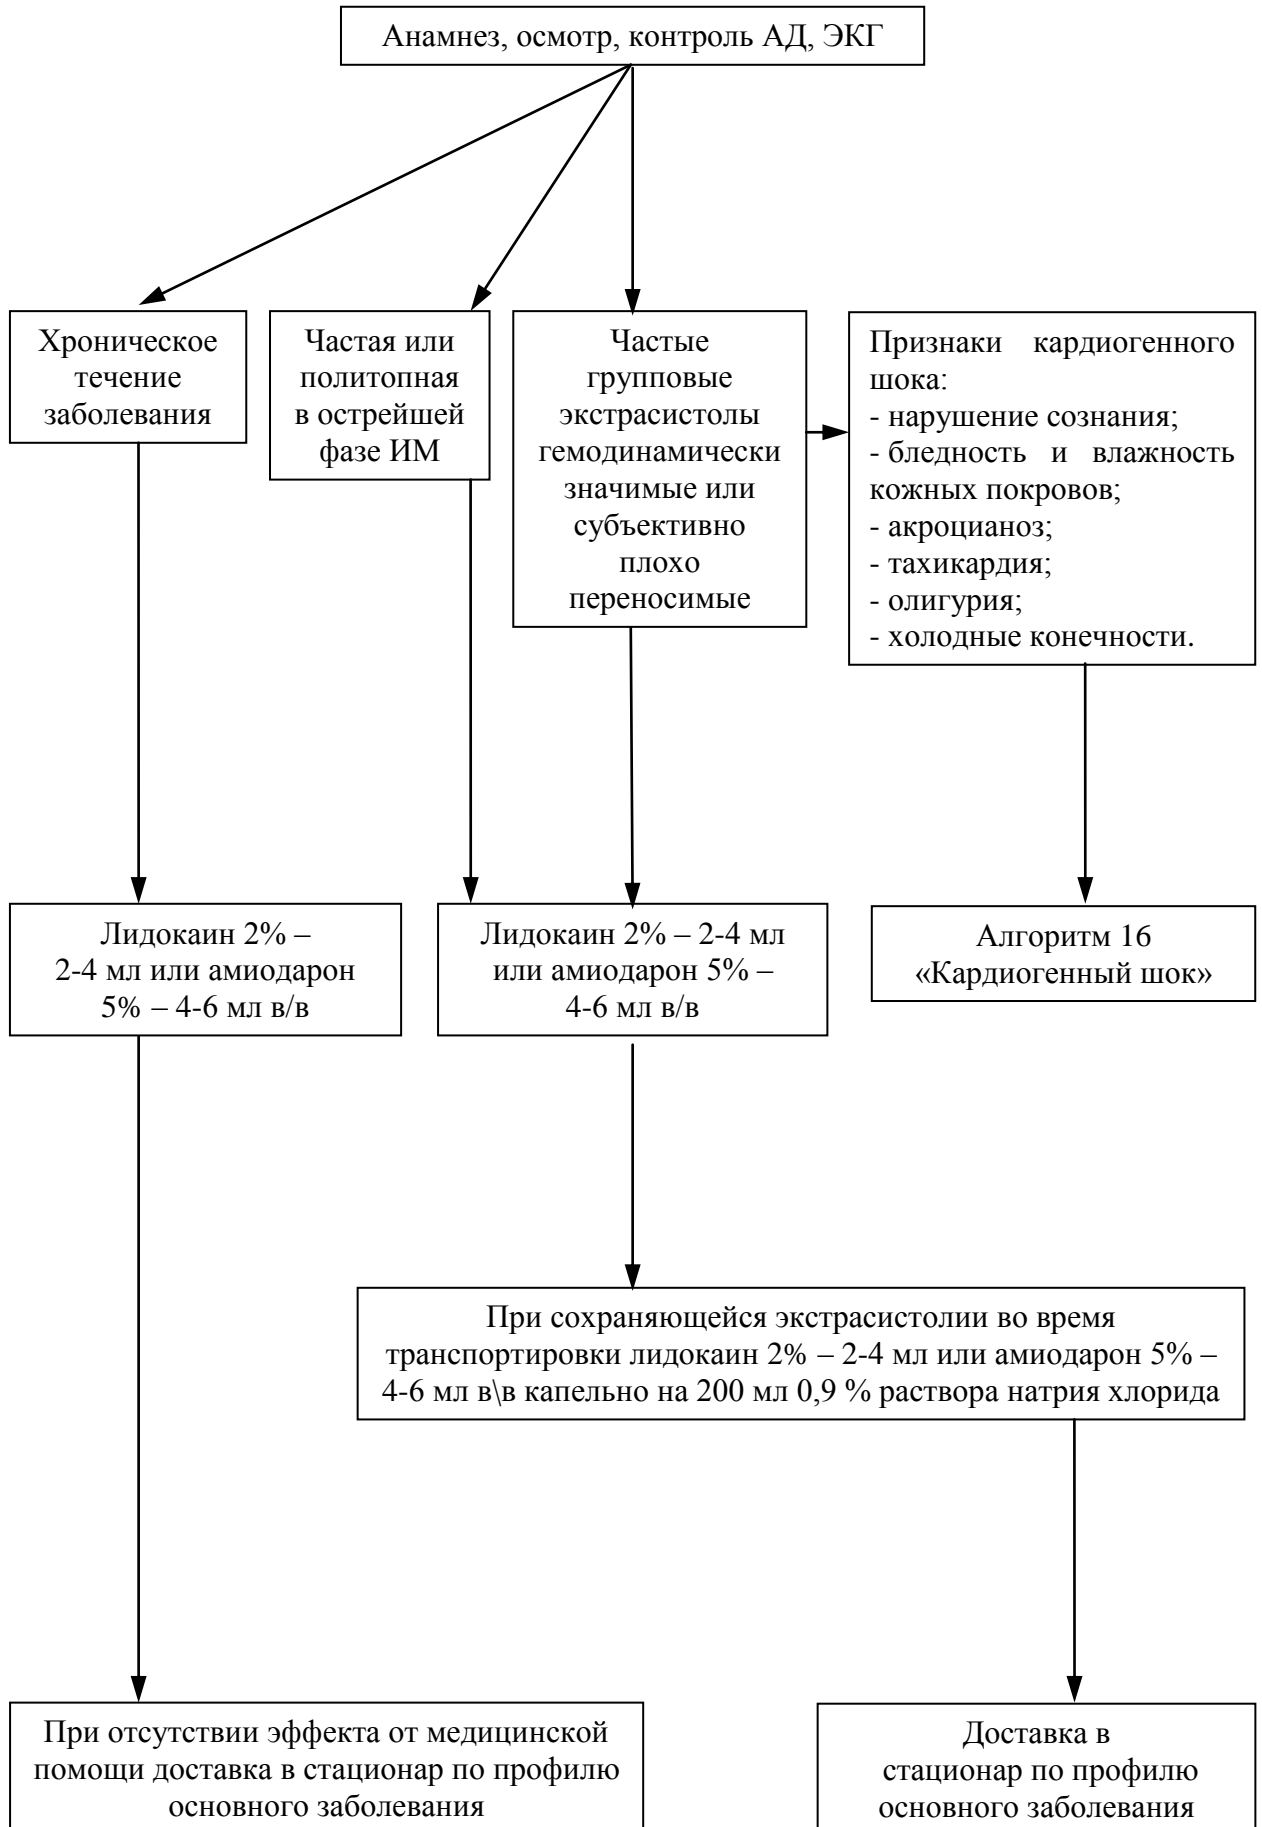 Анамнез, осмотр, контроль АД, ЭКГ
Хроническое
течение
заболевания
Частая или
политопная
в острейшей
фазе ИМ
Частые
групповые
экстрасистолы
гемодинамически
значимые или
субъективно
плохо
переносимые
Признаки кардиогенного
шока:
- нарушение сознания;
- бледность и влажность
кожных покровов;
- акроцианоз;
- тахикардия;
- олигурия;
- холодные конечности.
Лидокаин 2% –
2-4 мл или амиодарон
5% – 4-6 мл в/в
Лидокаин 2% – 2-4 мл
или амиодарон 5% –
4-6 мл в/в
Алгоритм 16
«Кардиогенный шок»
При сохраняющейся экстрасистолии во время
транспортировки лидокаин 2% – 2-4 мл или амиодарон 5% –
4-6 мл в\в капельно на 200 мл 0,9 % раствора натрия хлорида
При отсутствии эффекта от медицинской
помощи доставка в стационар по профилю
основного заболевания
Доставка в
стационар по профилю
основного заболевания